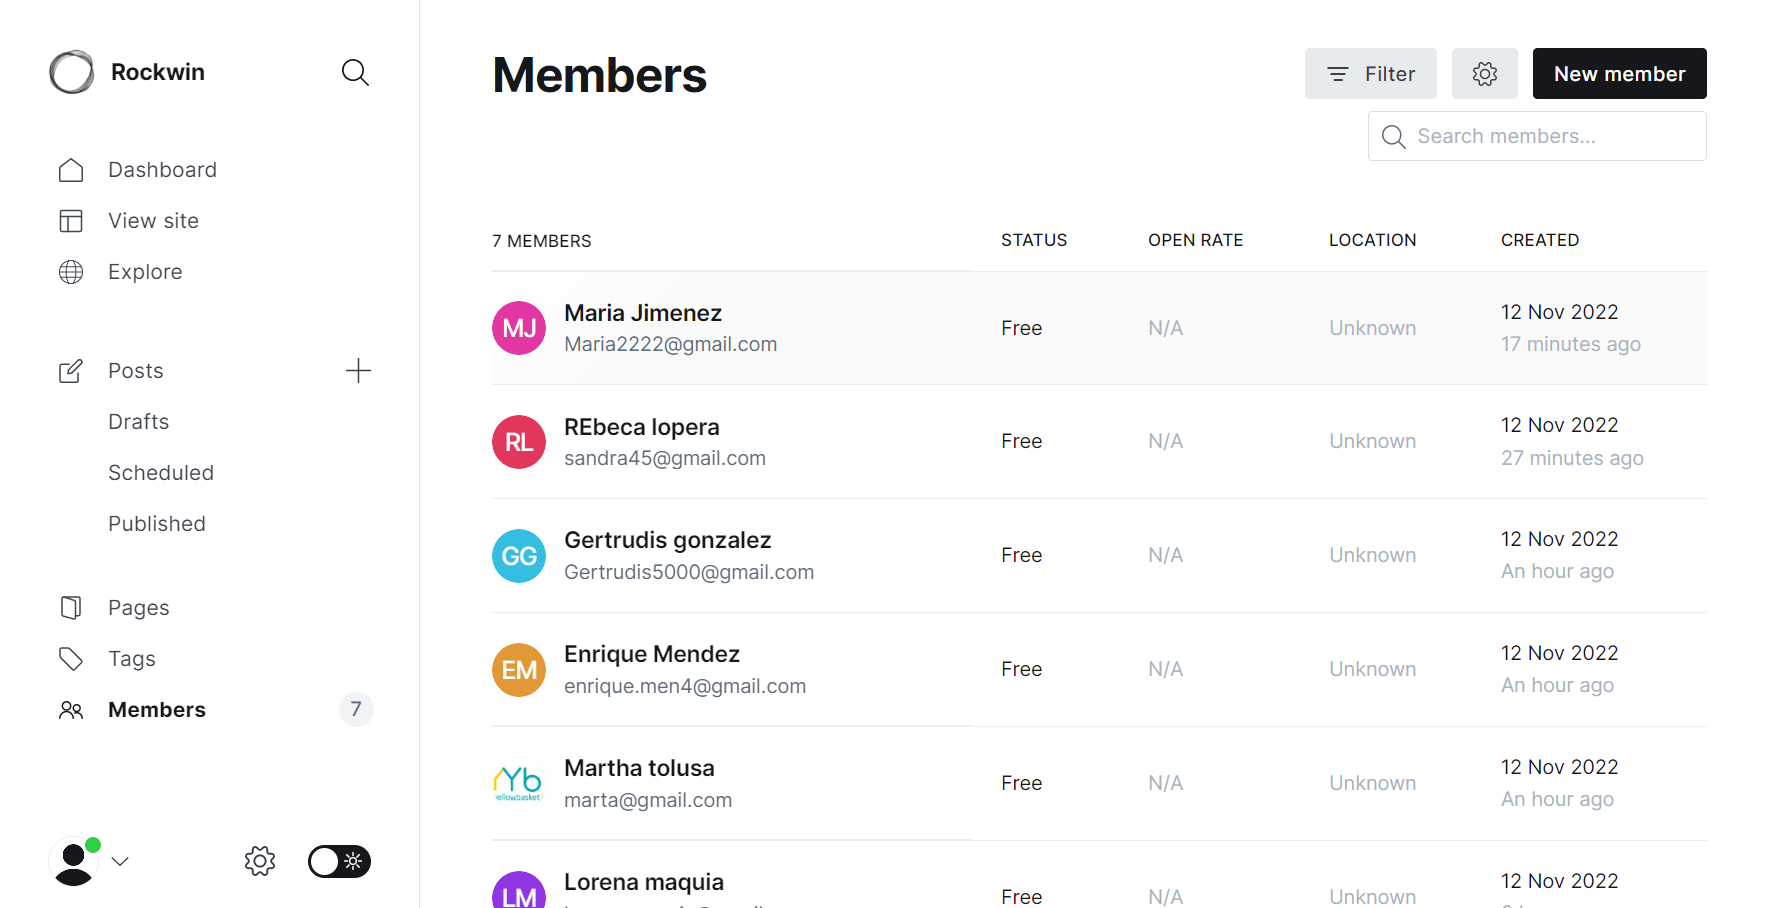 Rockwin
Dashboard
View site
Explore
Posts
Drafts
Scheduled
Published
Pages
Tags
Members 7
Members
Filter
New member
Search members...
7 MEMBERS STATUS OPEN RATE LOCATION CREATED
MJ Maria Jimenez Free N/A Unknown 12 Nov 2022
Maria2222@gmail.com 17 minutes ago
RL REbeca lopera Free N/A Unknown 12 Nov 2022
sandra45@gmail.com 27 minutes ago
GG Gertrudis gonzalez Free N/A Unknown 12 Nov 2022
Gertrudis5000@gmail.com An hour ago
EM Enrique Mendez Free N/A Unknown 12 Nov 2022
enrique.men4@gmail.com An hour ago
Yb Martha tolusa Free N/A Unknown 12 Nov 2022
yellowbasket marta@gmail.com An hour ago
LM Lorena maquia Free N/A Unknown 12 Nov 2022